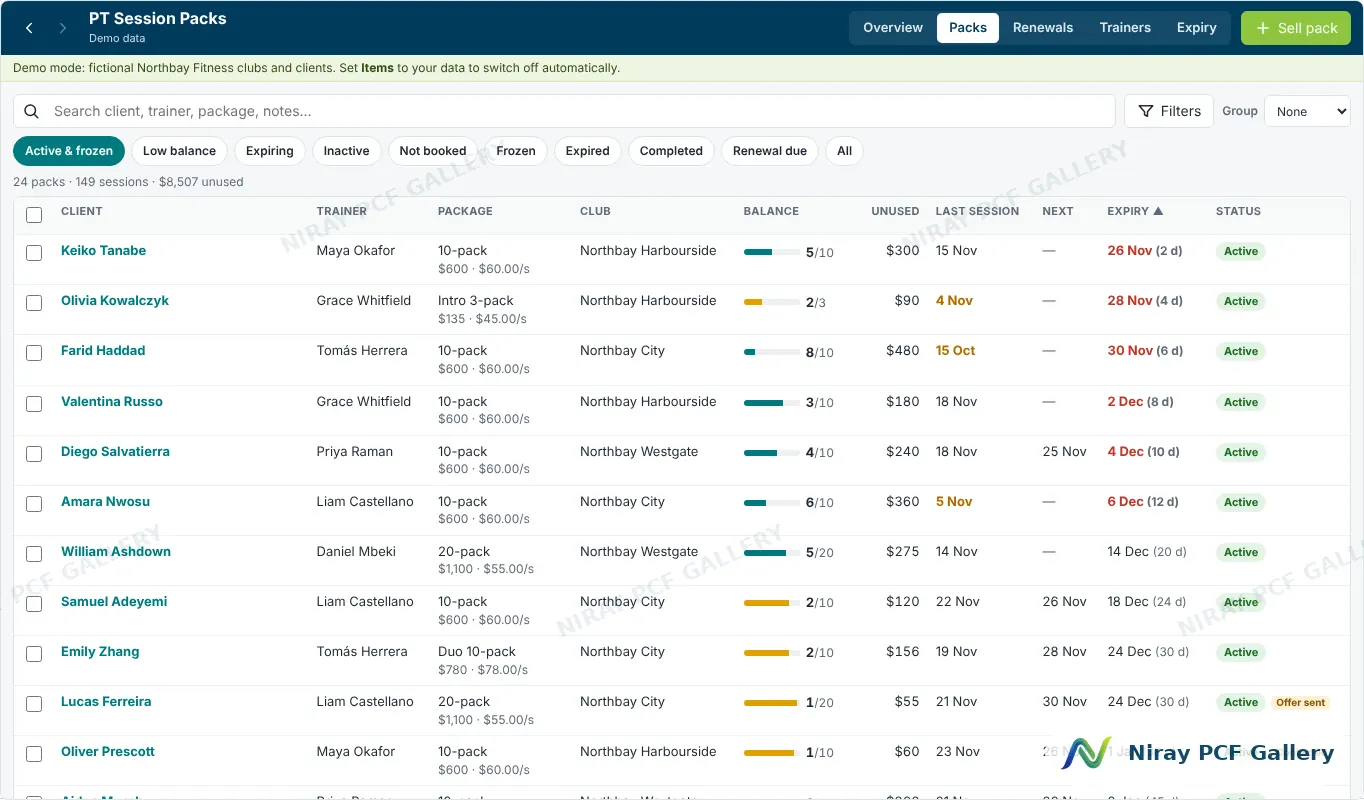 PT Session Packs
Demo data
Overview Packs Renewals Trainers Expiry + Sell pack
Demo mode: fictional Northbay Fitness clubs and clients. Set Items to your data to switch off automatically.
Search client, trainer, package, notes... Filters Group None
Active & frozen Low balance Expiring Inactive Not booked Frozen Expired Completed Renewal due All
24 packs · 149 sessions · $8,507 unused
CLIENT TRAINER PACKAGE CLUB BALANCE UNUSED LAST SESSION NEXT EXPIRY ▲ STATUS
Keiko Tanabe Maya Okafor 10-pack Northbay Harbourside 5/10 $300 15 Nov — 26 Nov (2 d) Active
$600 · $60.00/s
Olivia Kowalczyk Grace Whitfield Intro 3-pack Northbay Harbourside 2/3 $90 4 Nov — 28 Nov (4 d) Active
$135 · $45.00/s
Farid Haddad Tomás Herrera 10-pack Northbay City 8/10 $480 15 Oct — 30 Nov (6 d) Active
$600 · $60.00/s
Valentina Russo Grace Whitfield 10-pack Northbay Harbourside 3/10 $180 18 Nov — 2 Dec (8 d) Active
$600 · $60.00/s
Diego Salvatierra Priya Raman 10-pack Northbay Westgate 4/10 $240 18 Nov 25 Nov 4 Dec (10 d) Active
$600 · $60.00/s
Amara Nwosu Liam Castellano 10-pack Northbay City 6/10 $360 5 Nov — 6 Dec (12 d) Active
$600 · $60.00/s
William Ashdown Daniel Mbeki 20-pack Northbay Westgate 5/20 $275 14 Nov — 14 Dec (20 d) Active
$1,100 · $55.00/s
Samuel Adeyemi Liam Castellano 10-pack Northbay City 2/10 $120 22 Nov 26 Nov 18 Dec (24 d) Active
$600 · $60.00/s
Emily Zhang Tomás Herrera Duo 10-pack Northbay City 2/10 $156 19 Nov 28 Nov 24 Dec (30 d) Active
$780 · $78.00/s
Lucas Ferreira Liam Castellano 20-pack Northbay City 1/20 $55 21 Nov 30 Nov 24 Dec (30 d) Active Offer sent
$1,100 · $55.00/s
Oliver Prescott Maya Okafor 10-pack Northbay Harbourside 1/10 $60 23 Nov
$600 · $60.00/s
Niray PCF Gallery
NIRAY PCF GALLERY
NIRAY PCF GALLERY
PCF GALLERY
NIRAY PCF GALLERY
NIRAY PCF GALLE